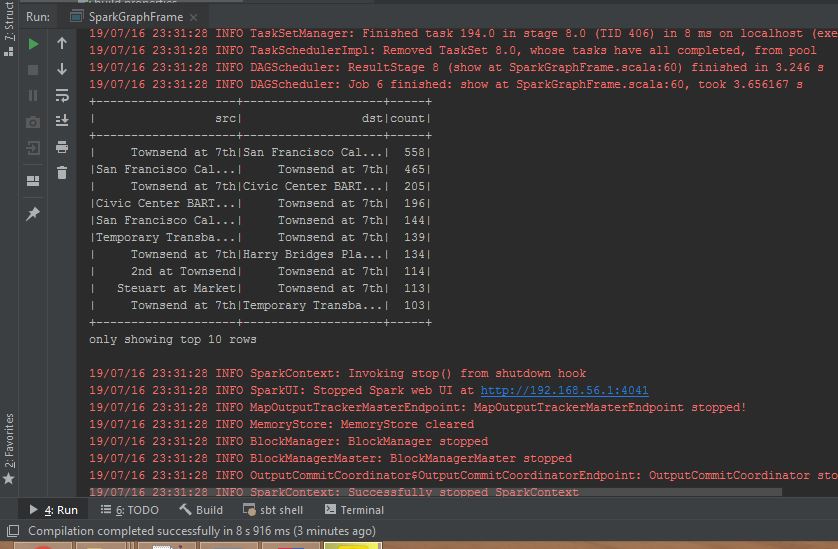 build.properties
Run: SparkGraphFrame
7: Struct
19/07/16 23:31:28 INFO TaskSetManager: Finished task 194.0 in stage 8.0 (TID 406) in 8 ms on localhost (exe
19/07/16 23:31:28 INFO TaskSchedulerImpl: Removed TaskSet 8.0, whose tasks have all completed, from pool
19/07/16 23:31:28 INFO DAGScheduler: ResultStage 8 (show at SparkGraphFrame.scala:60) finished in 3.246 s
19/07/16 23:31:28 INFO DAGScheduler: Job 6 finished: show at SparkGraphFrame.scala:60, took 3.656167 s
+--------------------+--------------------+-----+
|                 src|                 dst|count|
+--------------------+--------------------+-----+
|     Townsend at 7th|San Francisco Cal...|  558|
|San Francisco Cal...|     Townsend at 7th|  465|
|     Townsend at 7th|Civic Center BART...|  205|
|Civic Center BART...|     Townsend at 7th|  196|
|San Francisco Cal...|     Townsend at 7th|  144|
|Temporary Transba...|     Townsend at 7th|  139|
|     Townsend at 7th|Harry Bridges Pla...|  134|
|     2nd at Townsend|     Townsend at 7th|  114|
|   Steuart at Market|     Townsend at 7th|  113|
|     Townsend at 7th|Temporary Transba...|  103|
+--------------------+--------------------+-----+
only showing top 10 rows
19/07/16 23:31:28 INFO SparkContext: Invoking stop() from shutdown hook
19/07/16 23:31:28 INFO SparkUI: Stopped Spark web UI at http://192.168.56.1:4041
19/07/16 23:31:28 INFO MapOutputTrackerMasterEndpoint: MapOutputTrackerMasterEndpoint stopped!
19/07/16 23:31:28 INFO MemoryStore: MemoryStore cleared
19/07/16 23:31:28 INFO BlockManager: BlockManager stopped
19/07/16 23:31:28 INFO BlockManagerMaster: BlockManagerMaster stopped
19/07/16 23:31:28 INFO OutputCommitCoordinator$OutputCommitCoordinatorEndpoint: OutputCommitCoordinator sto
19/07/16 23:31:28 INFO SparkContext: Successfully stopped SparkContext
2: Favorites
4: Run 6: TODO Build sbt shell Terminal
Compilation completed successfully in 8 s 916 ms (3 minutes ago)